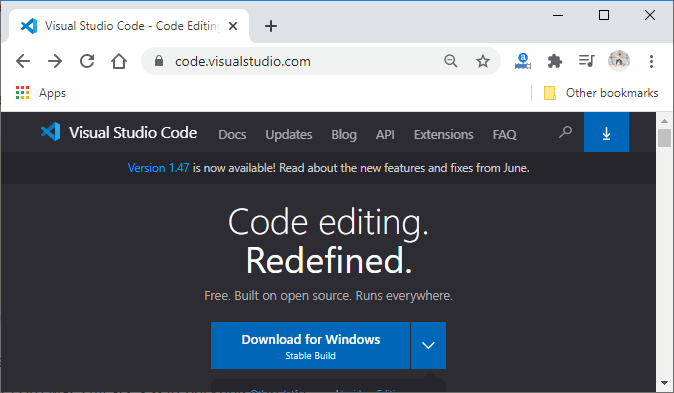 Visual Studio Code - Code Editing
code.visualstudio.com
Apps
Other bookmarks
Visual Studio Code Docs Updates Blog API Extensions FAQ
Version 1.47 is now available! Read about the new features and fixes from June.
Code editing.
Redefined.
Free. Built on open source. Runs everywhere.
Download for Windows
Stable Build